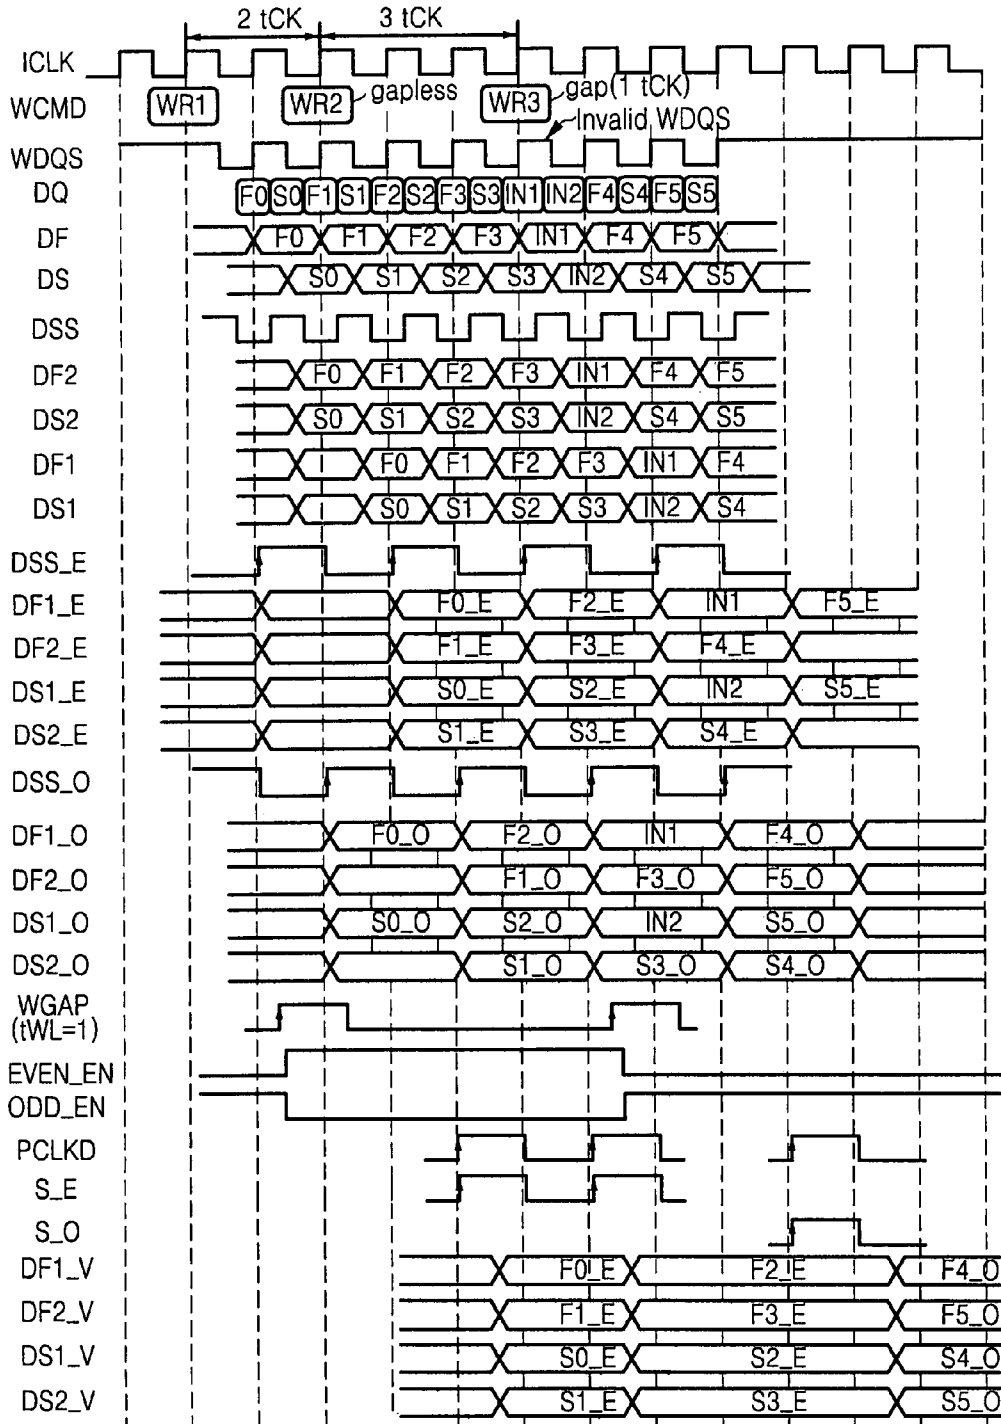 2 tCK 3 tCK
ICLK
WCMD WR1 WR2 gapless WR3 gap(1 tCK)
Invalid WDQS
WDQS
DQ F0 S0 F1 S1 F2 S2 F3 S3 IN1 IN2 F4 S4 F5 S5
DF F0 F1 F2 F3 IN1 F4 F5
DS S0 S1 S2 S3 IN2 S4 S5
DSS
DF2 F0 F1 F2 F3 IN1 F4 F5
DS2 S0 S1 S2 S3 IN2 S4 S5
DF1 F0 F1 F2 F3 IN1 F4
DS1 S0 S1 S2 S3 IN2 S4
DSS_E
DF1_E F0_E F2_E IN1 F5_E
DF2_E F1_E F3_E F4_E
DS1_E S0_E S2_E IN2 S5_E
DS2_E S1_E S3_E S4_E
DSS_O
DF1_O F0_O F2_O IN1 F4_O
DF2_O F1_O F3_O F5_O
DS1_O S0_O S2_O IN2 S5_O
DS2_O S1_O S3_O S4_O
WGAP
(tWL=1)
EVEN_EN
ODD_EN
PCLKD
S_E
S_O
DF1_V F0_E F2_E F4_O
DF2_V F1_E F3_E F5_O
DS1_V S0_E S2_E S4_O
DS2_V S1_E S3_E S5_O